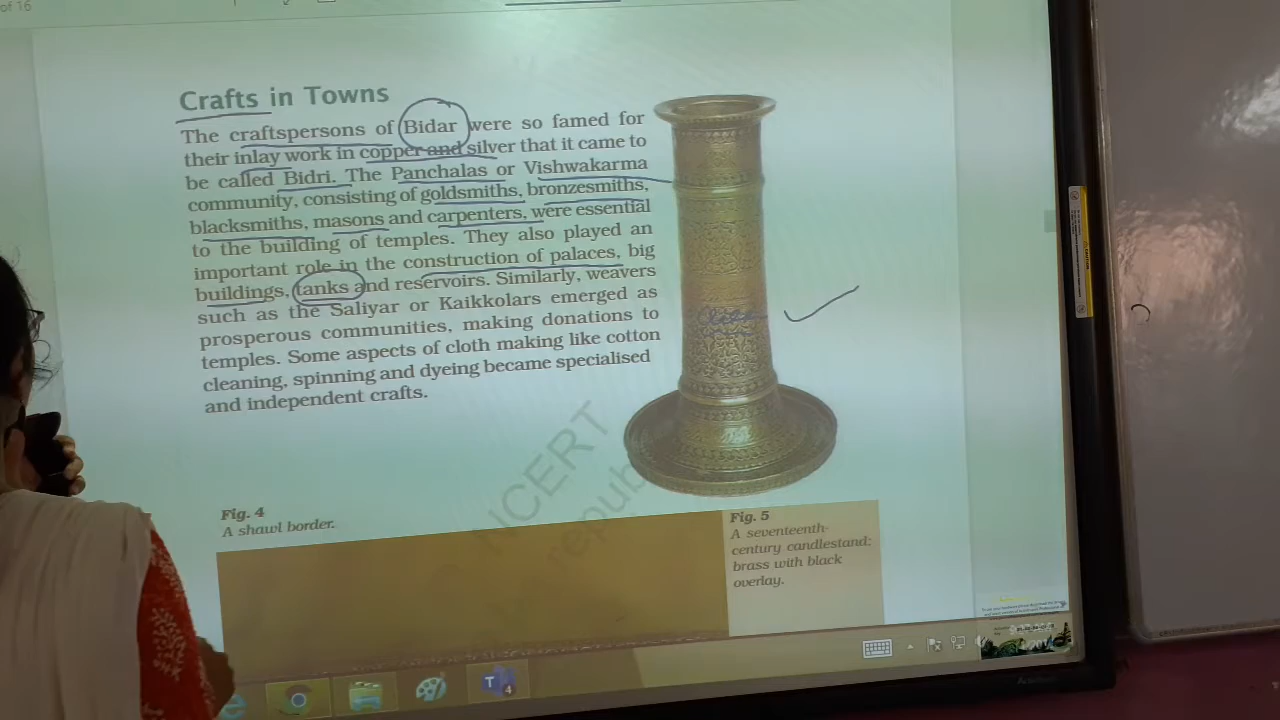 of 16
Crafts in Towns
The craftspersons of Bidar were so famed for
their inlay work in copper and silver that it came to
be called Bidri. The Panchalas or Vishwakarma
community, consisting of goldsmiths, bronzesmiths,
blacksmiths, masons and carpenters, were essential
to the building of temples. They also played an
important role in the construction of palaces, big
buildings, tanks and reservoirs. Similarly, weavers
such as the Saliyar or Kaikkolars emerged as
prosperous communities, making donations to
temples. Some aspects of cloth making like cotton
cleaning, spinning and dyeing became specialised
and independent crafts.
NCERT
republ
Fig. 4
A shawl border.
Fig. 5
A seventeenth-
century candlestand;
brass with black
overlay.
T
4